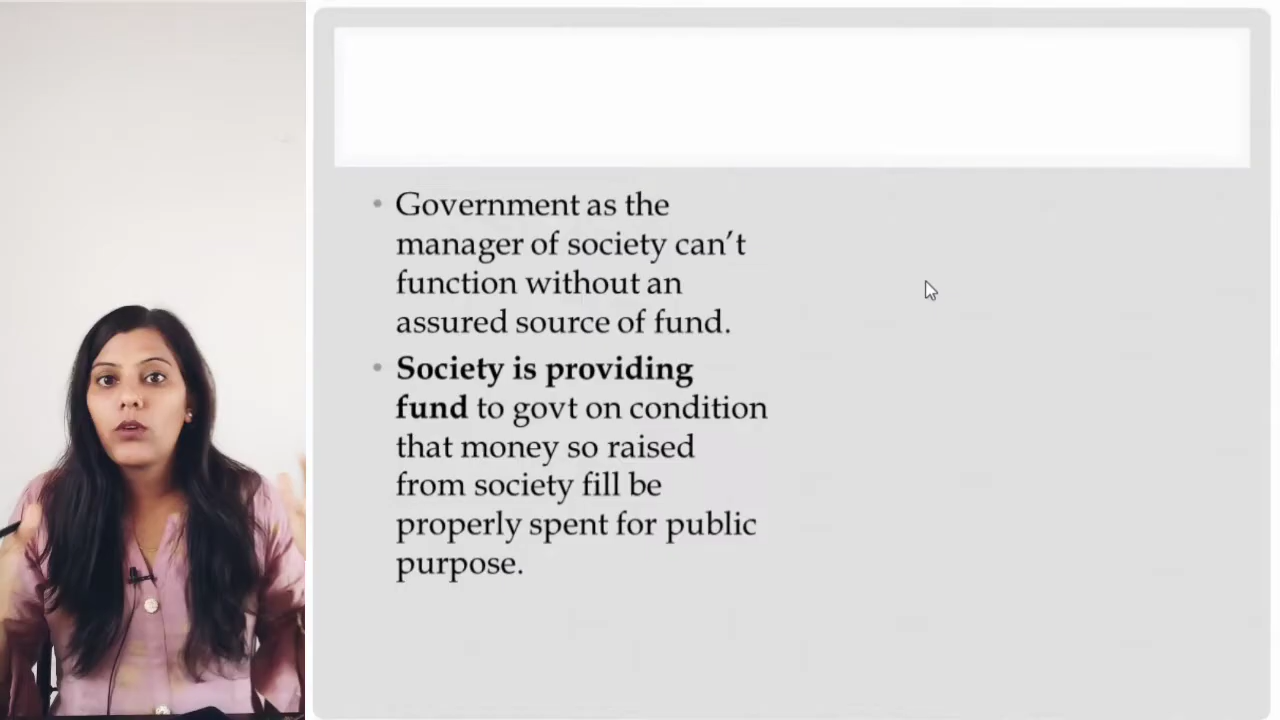 Government as the
manager of society can't
function without an
assured source of fund.
Society is providing
fund to govt on condition
that money so raised
from society fill be
properly spent for public
purpose.